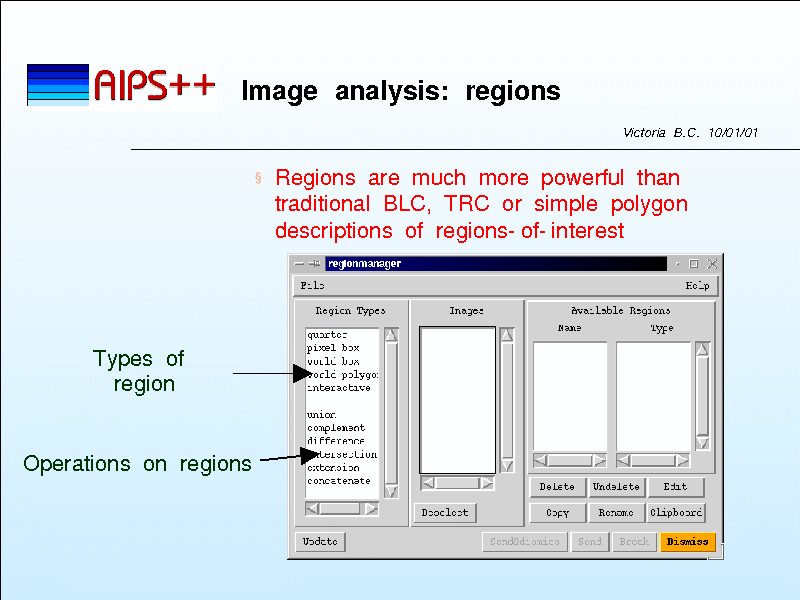 AIPS++
Image analysis: regions
Victoria B.C. 10/01/01
§ Regions are much more powerful than
traditional BLC, TRC or simple polygon
descriptions of regions- of- interest
regionmanager
File Help
Region Types Images Available Regions
Name Type
quarter
pixel box
world box
world polygon
interactive
union
complement
difference
intersection
extension
concatenate
Types of
region
Operations on regions
Delete Undelete Edit
Deselect Copy Rename Clipboard
Update Send&dismiss Send Break Dismiss